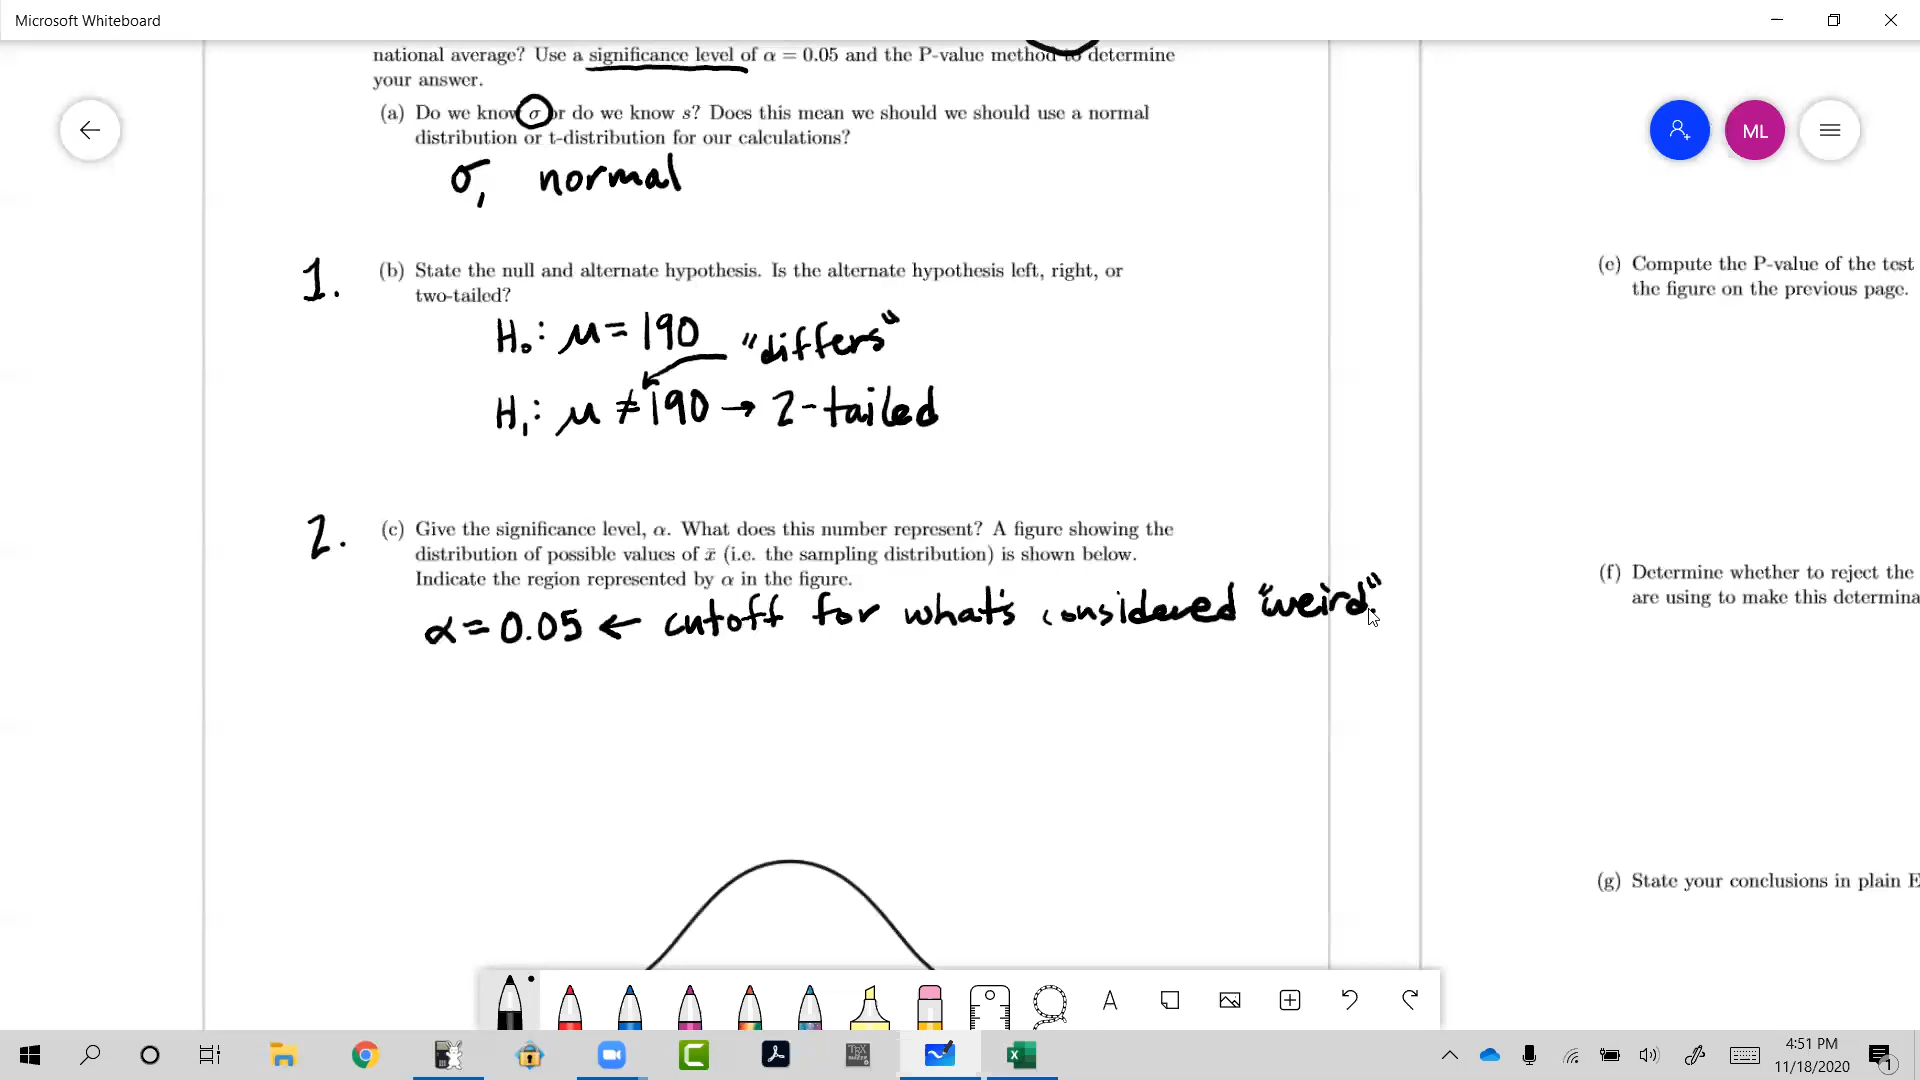 Microsoft Whiteboard
national average? Use a significance level of α = 0.05 and the P-value method to determine
your answer.
(a) Do we know σ or do we know s? Does this mean we should we should use a normal
distribution or t-distribution for our calculations?
σ, normal
1.
(b) State the null and alternate hypothesis. Is the alternate hypothesis left, right, or
two-tailed?
H₀: μ = 190 "differs"
H₁: μ ≠ 190 → 2-tailed
2.
(c) Give the significance level, α. What does this number represent? A figure showing the
distribution of possible values of x̄ (i.e. the sampling distribution) is shown below.
Indicate the region represented by α in the figure.
α = 0.05 ← cutoff for what's considered "weird".
ML
(e) Compute the P-value of the test
the figure on the previous page.
(f) Determine whether to reject the
are using to make this determina
(g) State your conclusions in plain E
4:51 PM
11/18/2020
1